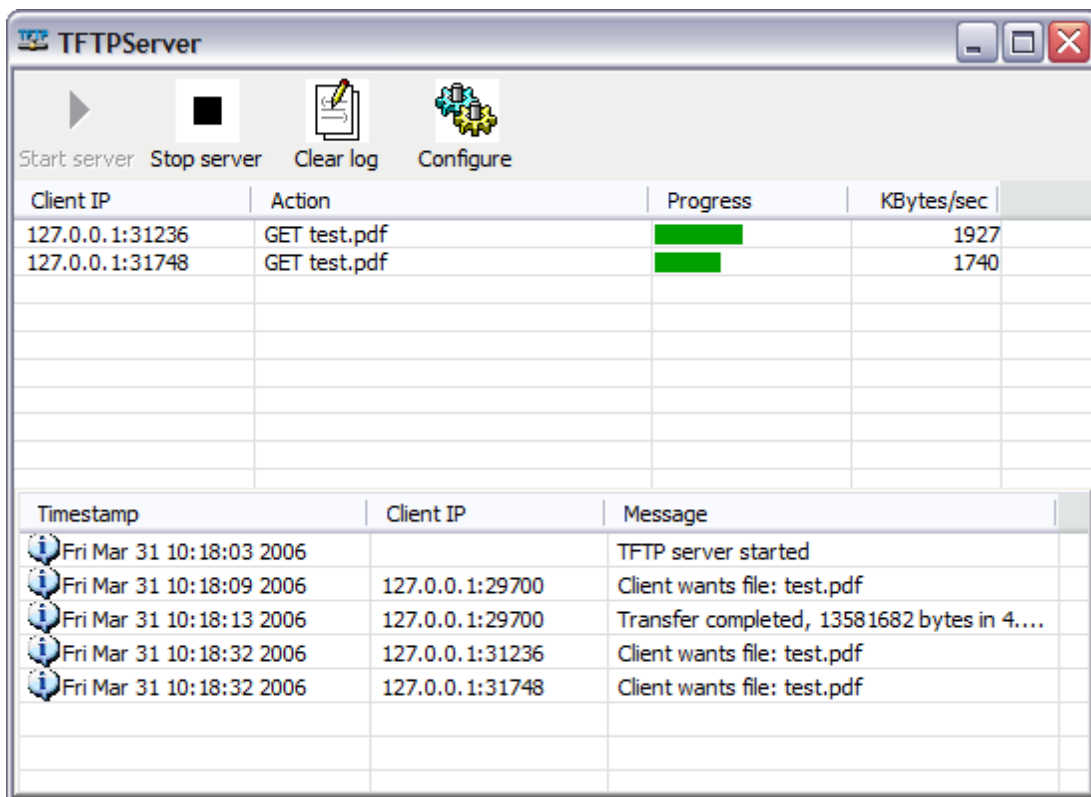 TFTPServer
Start server Stop server Clear log Configure
Client IP Action Progress KBytes/sec
127.0.0.1:31236 GET test.pdf 1927
127.0.0.1:31748 GET test.pdf 1740
Timestamp Client IP Message
Fri Mar 31 10:18:03 2006 TFTP server started
Fri Mar 31 10:18:09 2006 127.0.0.1:29700 Client wants file: test.pdf
Fri Mar 31 10:18:13 2006 127.0.0.1:29700 Transfer completed, 13581682 bytes in 4....
Fri Mar 31 10:18:32 2006 127.0.0.1:31236 Client wants file: test.pdf
Fri Mar 31 10:18:32 2006 127.0.0.1:31748 Client wants file: test.pdf